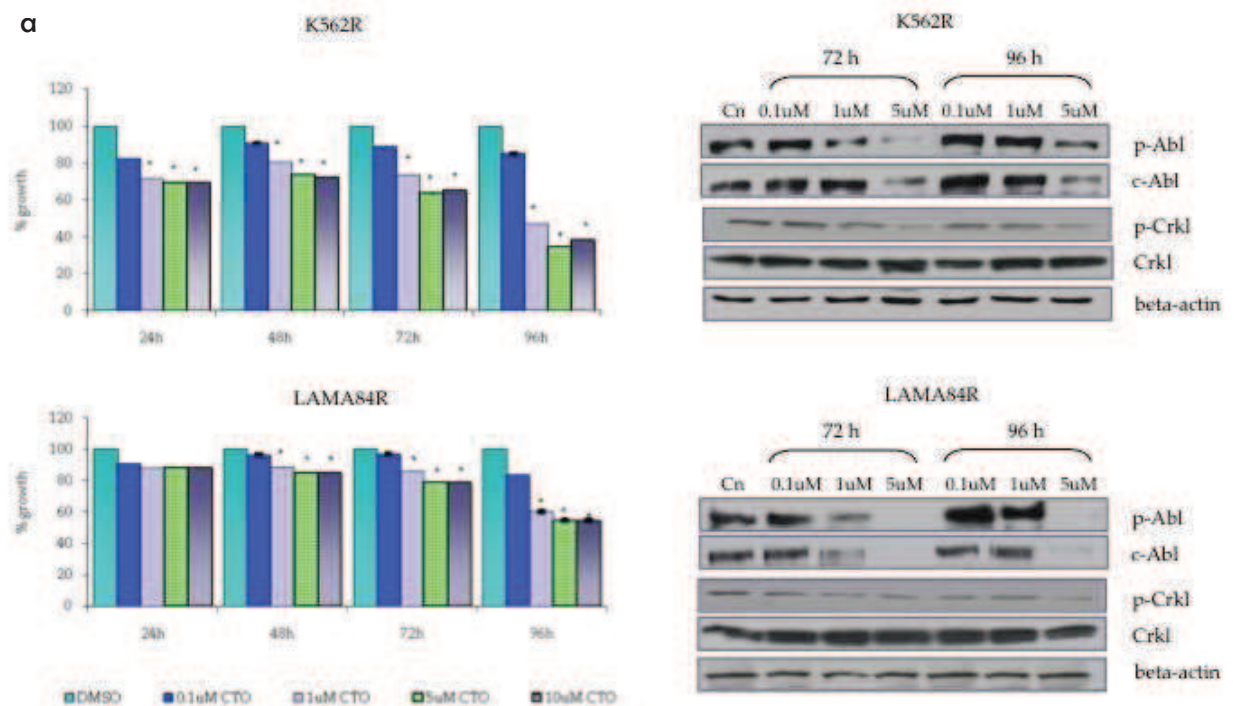 a
K562R
% growth
120
100
80
60
40
20
0
24h
48h
72h
96h
K562R
72 h
96 h
Cn 0.1uM 1uM 5uM 0.1uM 1uM 5uM
p-Abl
c-Abl
p-Crkl
Crkl
beta-actin
LAMA84R
% growth
120
100
80
60
40
20
0
24h
48h
72h
96h
DMSO 0.1uM CTO 1uM CTO 5uM CTO 10uM CTO
LAMA84R
72 h
96 h
Cn 0.1uM 1uM 5uM 0.1uM 1uM 5uM
p-Abl
c-Abl
p-Crkl
Crkl
beta-actin